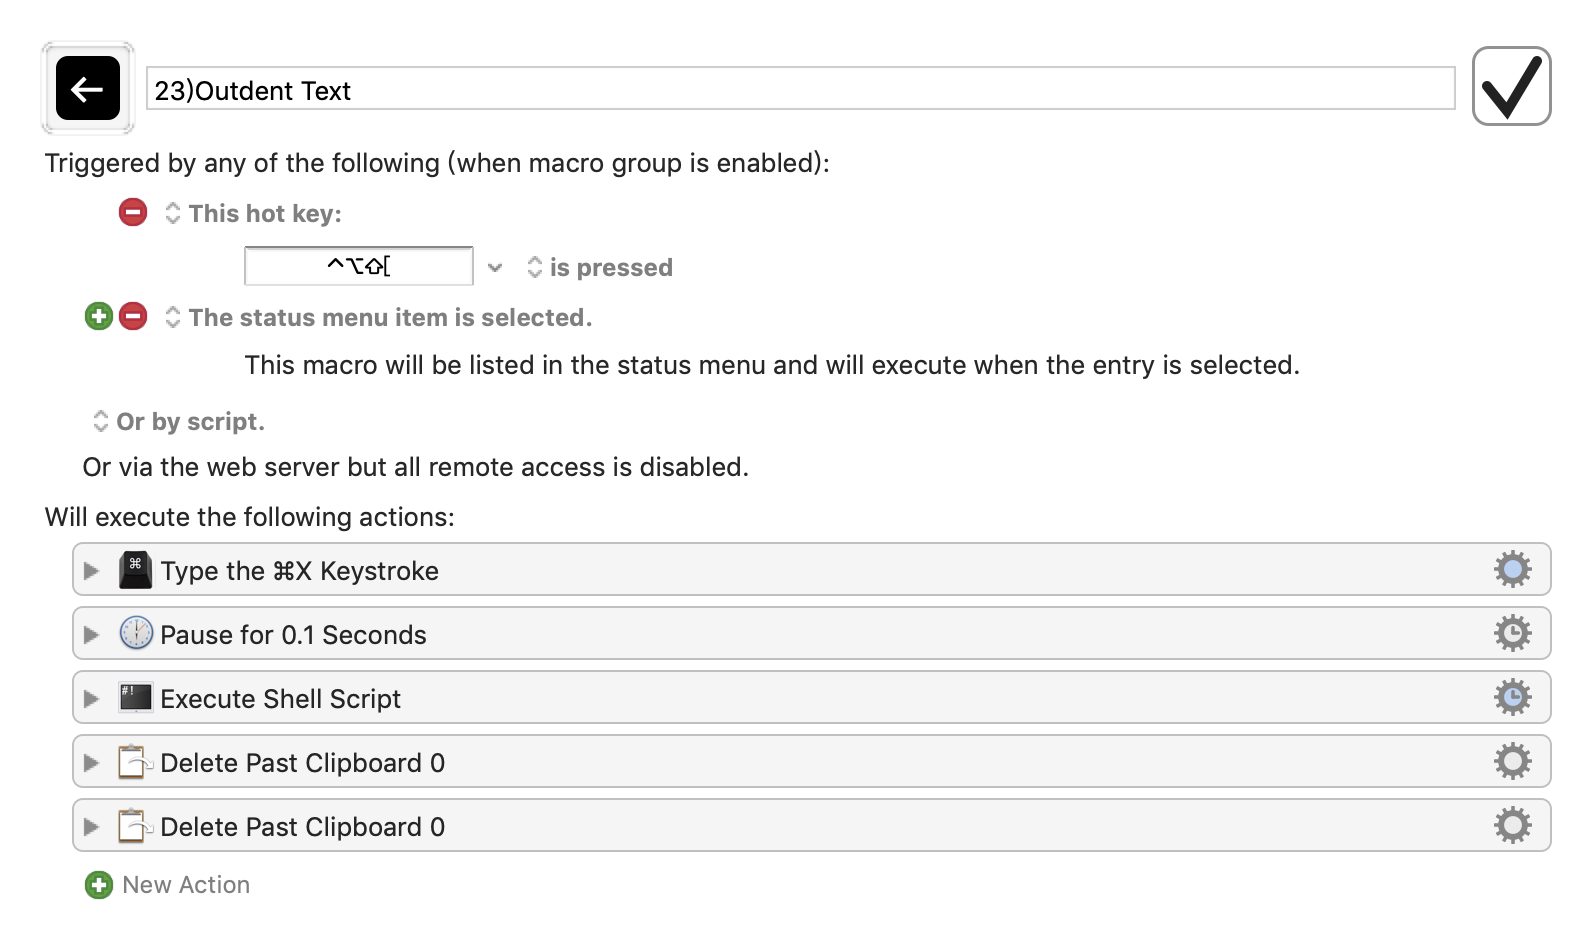 23)Outdent Text
Triggered by any of the following (when macro group is enabled):
This hot key:
^⌥⇧[
is pressed
The status menu item is selected.
This macro will be listed in the status menu and will execute when the entry is selected.
Or by script.
Or via the web server but all remote access is disabled.
Will execute the following actions:
⌘ Type the ⌘X Keystroke
Pause for 0.1 Seconds
#! Execute Shell Script
Delete Past Clipboard 0
Delete Past Clipboard 0
New Action